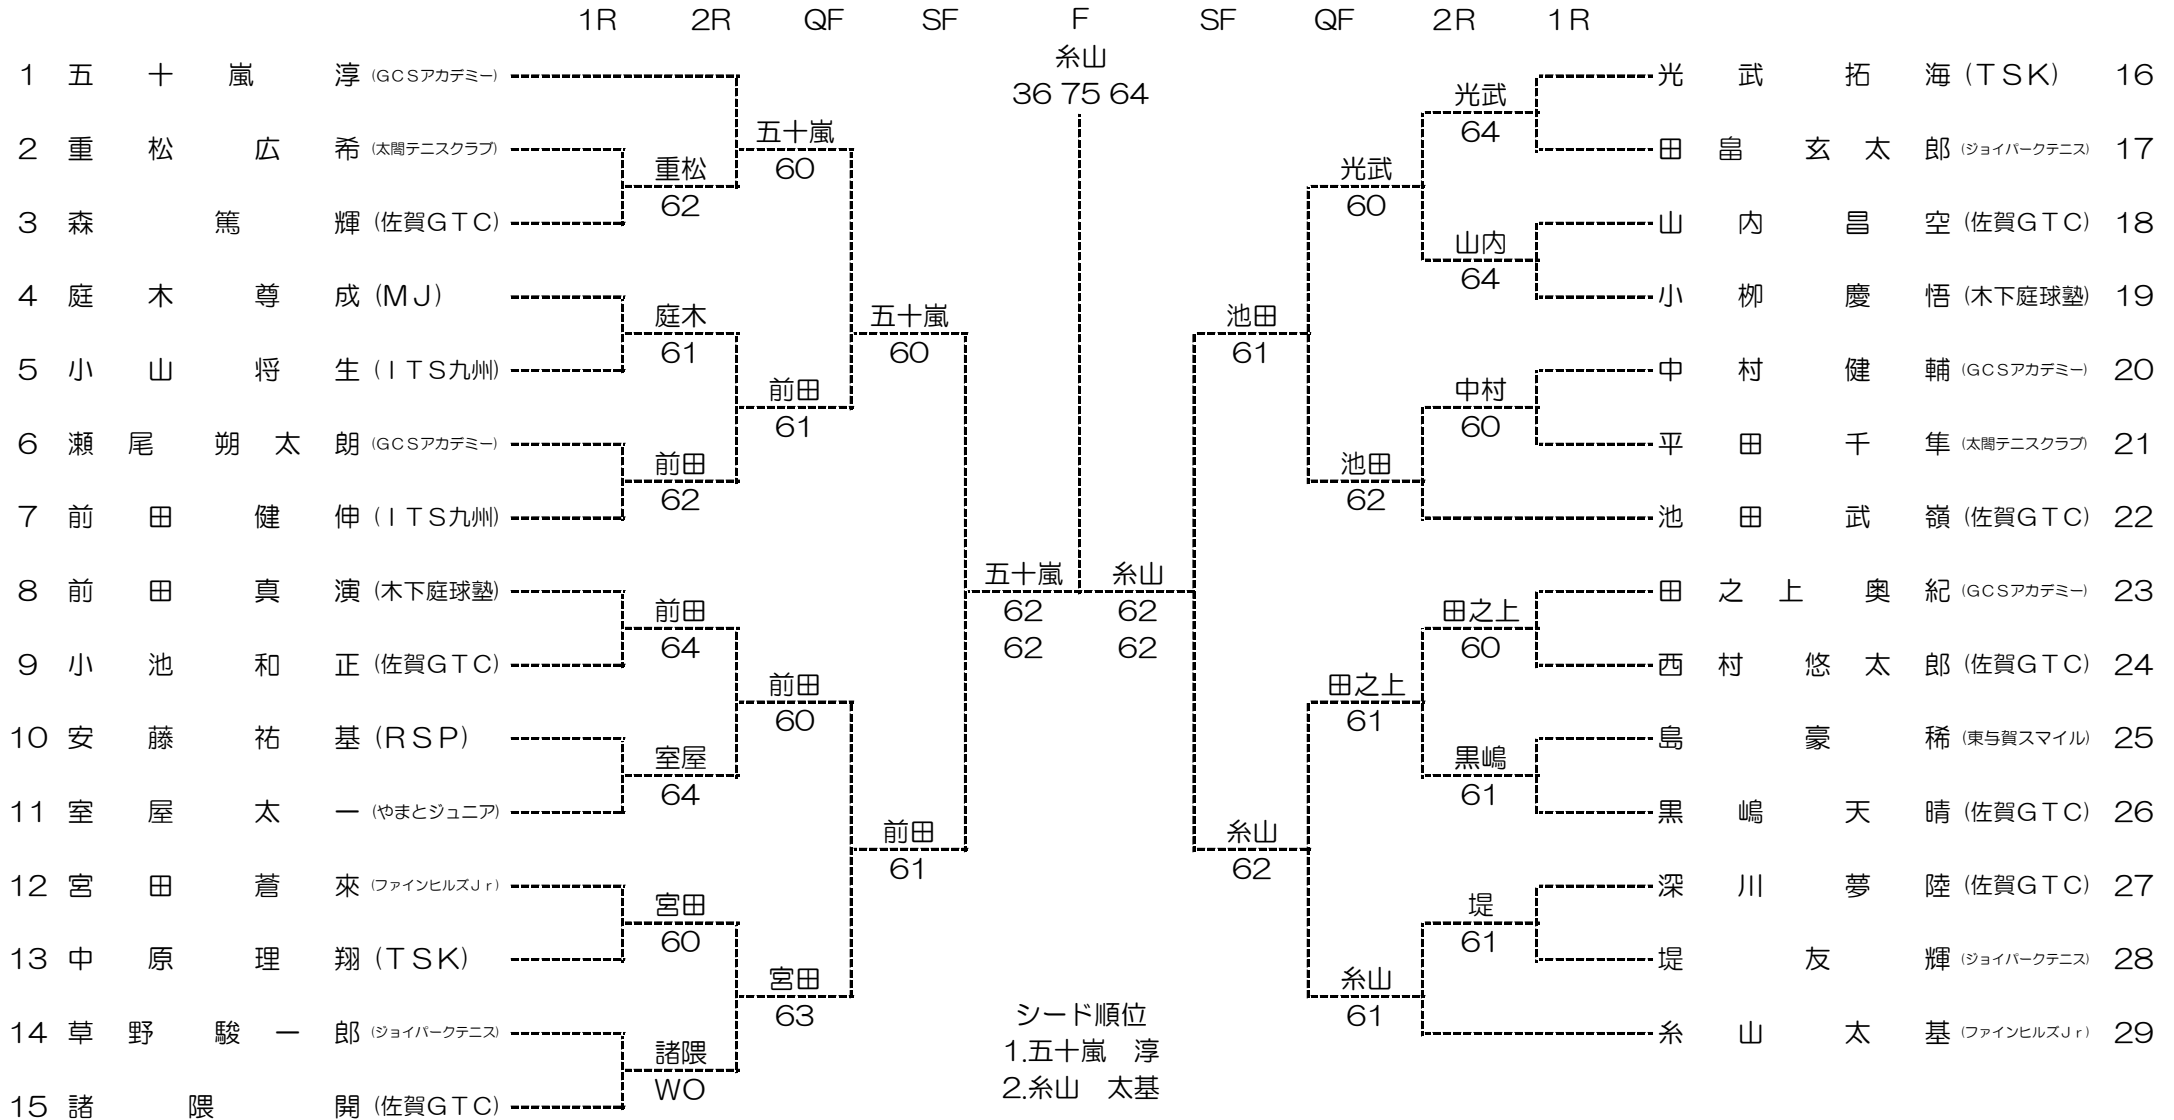 1R 2R QF SF F SF QF 2R 1R
糸山
36 75 64
1 五十嵐 淳 (GCSアカデミー)
2 重松広希 (太閤テニスクラブ)
3 森 篤輝 (佐賀GTC)
4 庭木尊成 (MJ)
5 小山将生 (ITS九州)
6 瀬尾朔太朗 (GCSアカデミー)
7 前田健伸 (ITS九州)
8 前田真演 (木下庭球塾)
9 小池和正 (佐賀GTC)
10 安藤祐基 (RSP)
11 室屋太一 (やまとジュニア)
12 宮田蒼來 (ファインヒルズJr)
13 中原理翔 (TSK)
14 草野駿一郎 (ジョイパークテニス)
15 諸隈 開 (佐賀GTC)
重松
62
庭木
61
前田
62
前田
64
室屋
64
宮田
60
諸隈
WO
五十嵐
60
前田
61
前田
60
宮田
63
五十嵐
60
前田
61
五十嵐
62
62
糸山
62
62
池田
61
糸山
62
光武
60
池田
62
田之上
61
糸山
61
光武
64
山内
64
中村
60
田之上
60
黒嶋
61
堤
61
光武拓海 (TSK) 16
田畠玄太郎 (ジョイパークテニス) 17
山内昌空 (佐賀GTC) 18
小栁慶悟 (木下庭球塾) 19
中村健輔 (GCSアカデミー) 20
平田千隼 (太閤テニスクラブ) 21
池田武嶺 (佐賀GTC) 22
田之上奥紀 (GCSアカデミー) 23
西村悠太郎 (佐賀GTC) 24
島 豪稀 (東与賀スマイル) 25
黒嶋天晴 (佐賀GTC) 26
深川夢陸 (佐賀GTC) 27
堤 友輝 (ジョイパークテニス) 28
糸山太基 (ファインヒルズJr) 29
シード順位
1.五十嵐 淳
2.糸山 太基